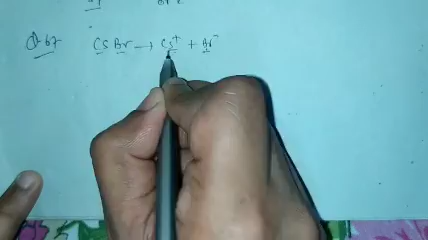 Q.67 CsBr → Cs⁺ + Br⁻